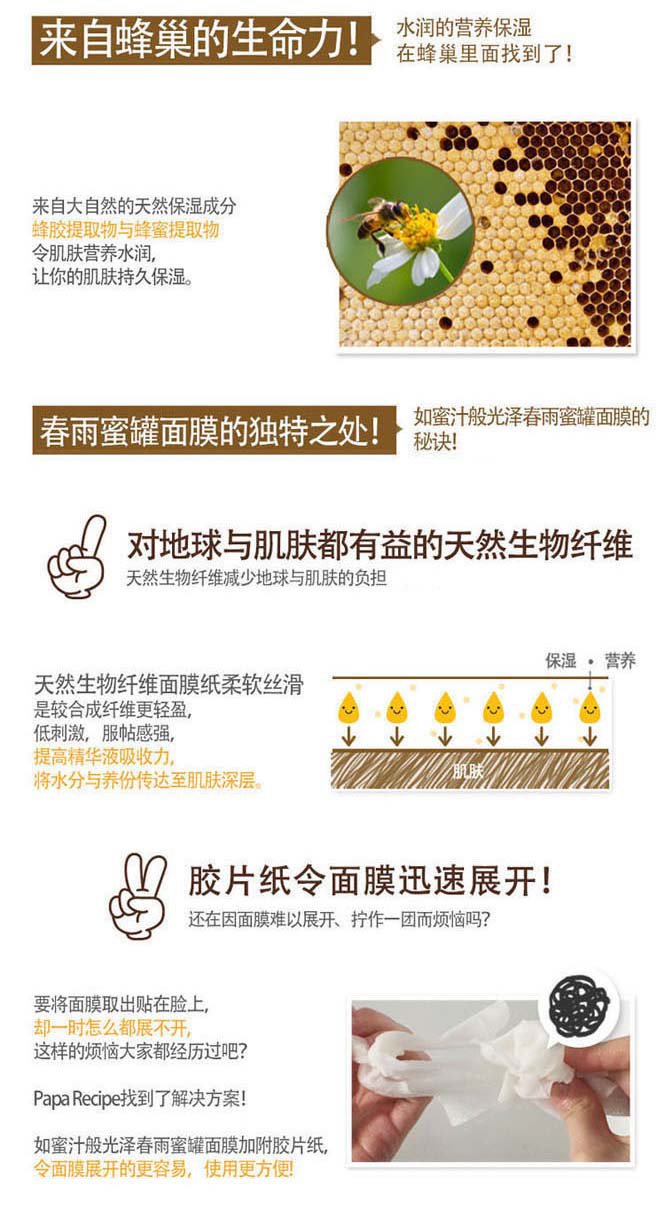 来自蜂巢的生命力!
水润的营养保湿
在蜂巢里面找到了!
来自大自然的天然保湿成分
蜂胶提取物与蜂蜜提取物
令肌肤营养水润,
让你的肌肤持久保湿。
春雨蜜罐面膜的独特之处!
如蜜汁般光泽春雨蜜罐面膜的
秘诀!
对地球与肌肤都有益的天然生物纤维
天然生物纤维减少地球与肌肤的负担
保湿 • 营养
天然生物纤维面膜纸柔软丝滑
是较合成纤维更轻盈,
低刺激，服帖感强,
提高精华液吸收力,
将水分与养份传达至肌肤深层。
肌肤
胶片纸令面膜迅速展开!
还在因面膜难以展开、拧作一团而烦恼吗?
要将面膜取出贴在脸上,
却一时怎么都展不开,
这样的烦恼大家都经历过吧?
Papa Recipe找到了解决方案!
如蜜汁般光泽春雨蜜罐面膜加附胶片纸,
令面膜展开的更容易，使用更方便!